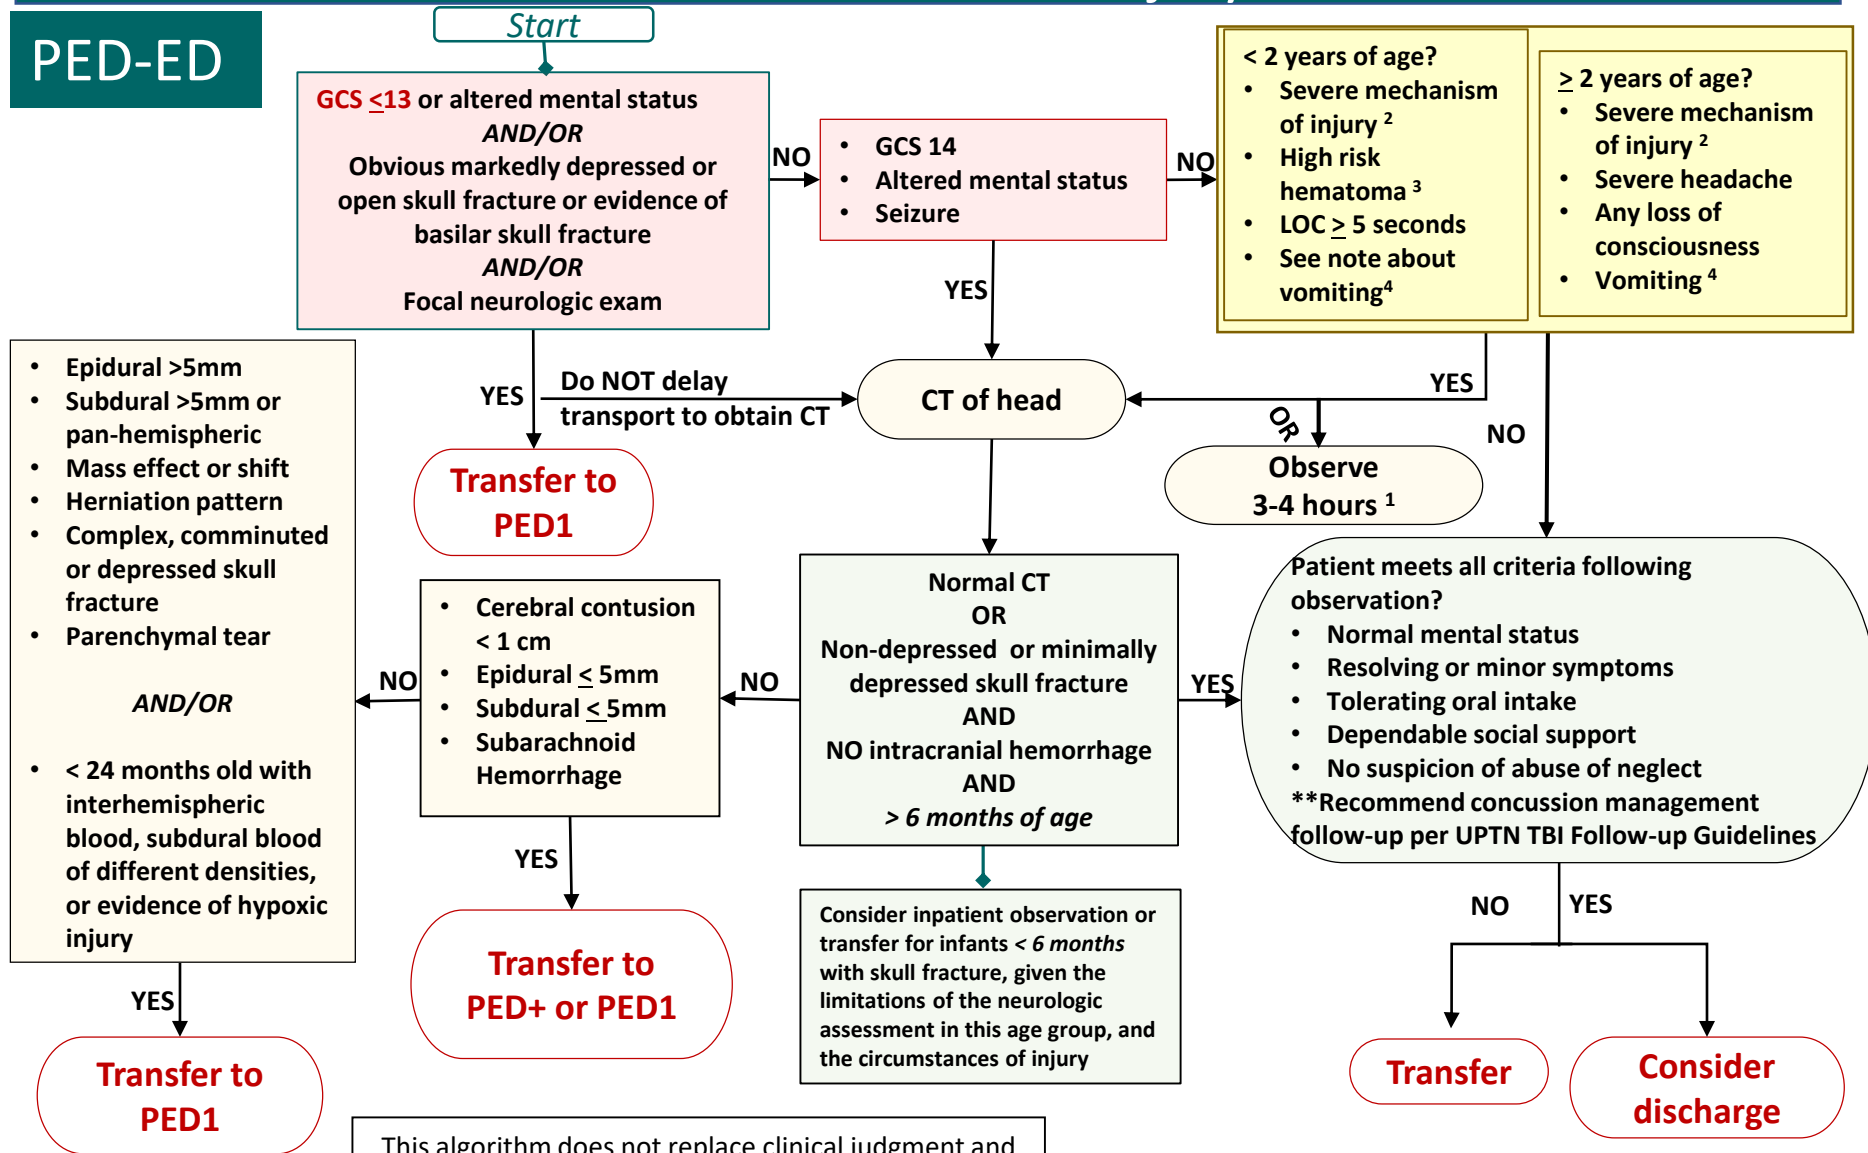 PED-ED
Start
GCS <13 or altered mental status
AND/OR
Obvious markedly depressed or
open skull fracture or evidence of
basilar skull fracture
AND/OR
Focal neurologic exam
NO
• GCS 14
• Altered mental status
• Seizure
NO
< 2 years of age?
• Severe mechanism
of injury 2
• High risk
hematoma 3
• LOC > 5 seconds
• See note about
vomiting4
> 2 years of age?
• Severe mechanism
of injury 2
• Severe headache
• Any loss of
consciousness
• Vomiting 4
YES
YES
Do NOT delay
transport to obtain CT
CT of head
YES
OR
NO
Observe
3-4 hours 1
Transfer to
PED1
• Epidural >5mm
• Subdural >5mm or
pan-hemispheric
• Mass effect or shift
• Herniation pattern
• Complex, comminuted
or depressed skull
fracture
• Parenchymal tear
AND/OR
• < 24 months old with
interhemispheric
blood, subdural blood
of different densities,
or evidence of hypoxic
injury
NO
• Cerebral contusion
< 1 cm
• Epidural < 5mm
• Subdural < 5mm
• Subarachnoid
Hemorrhage
NO
Normal CT
OR
Non-depressed or minimally
depressed skull fracture
AND
NO intracranial hemorrhage
AND
> 6 months of age
YES
Patient meets all criteria following
observation?
• Normal mental status
• Resolving or minor symptoms
• Tolerating oral intake
• Dependable social support
• No suspicion of abuse of neglect
**Recommend concussion management
follow-up per UPTN TBI Follow-up Guidelines
YES
Transfer to
PED1
YES
Transfer to
PED+ or PED1
Consider inpatient observation or
transfer for infants < 6 months
with skull fracture, given the
limitations of the neurologic
assessment in this age group, and
the circumstances of injury
NO
YES
Transfer
Consider
discharge
This algorithm does not replace clinical judgment and